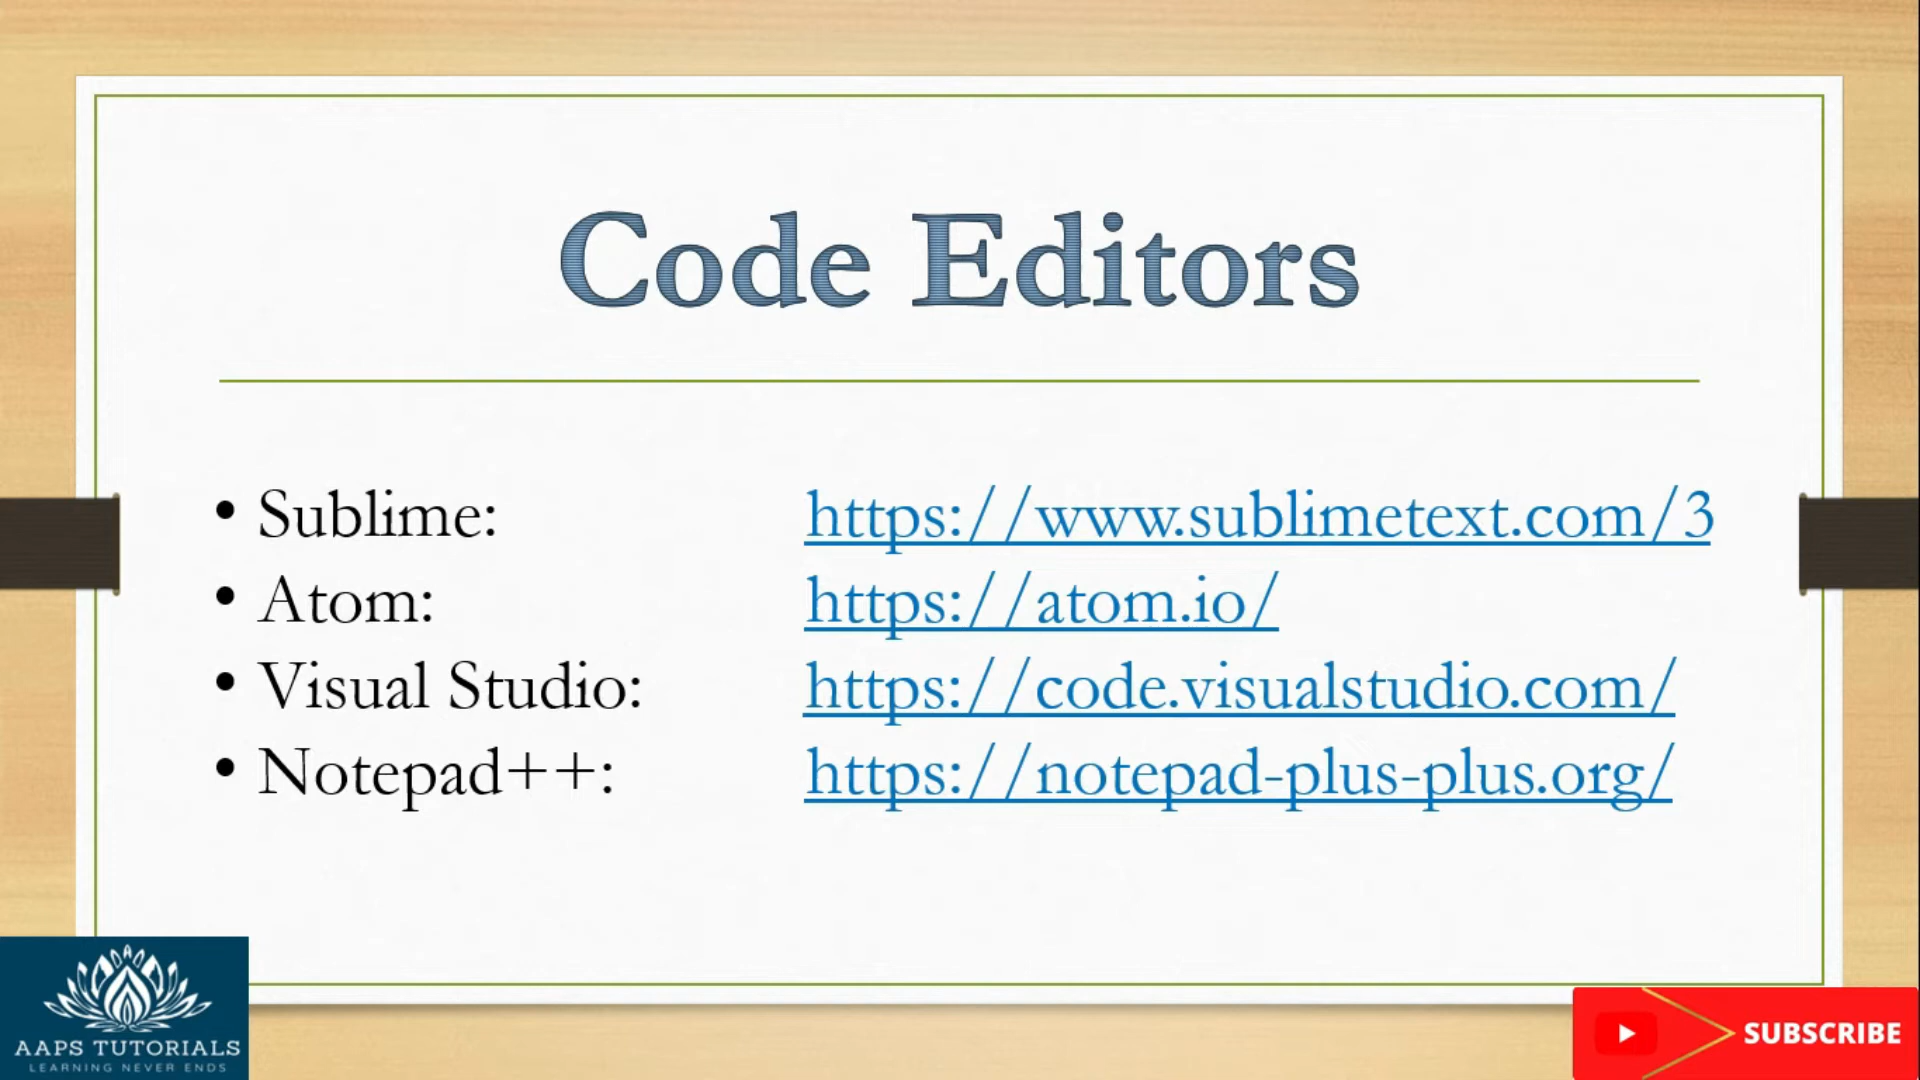 Code Editors
• Sublime: https://www.sublimetext.com/3
• Atom: https://atom.io/
• Visual Studio: https://code.visualstudio.com/
• Notepad++: https://notepad-plus-plus.org/
AAPS TUTORIALS
LEARNING NEVER ENDS
SUBSCRIBE